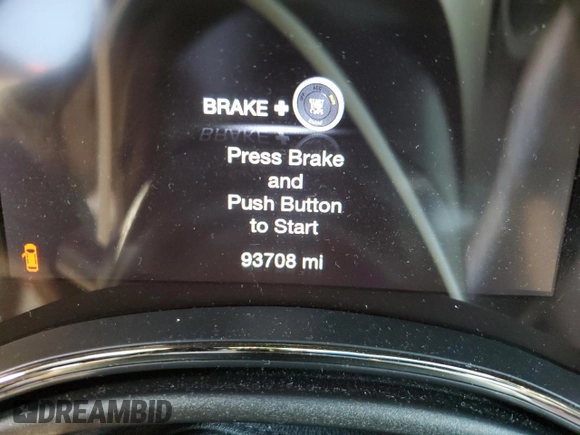 BRAKE +
Press Brake
and
Push Button
to Start
93708 mi
DREAMBID